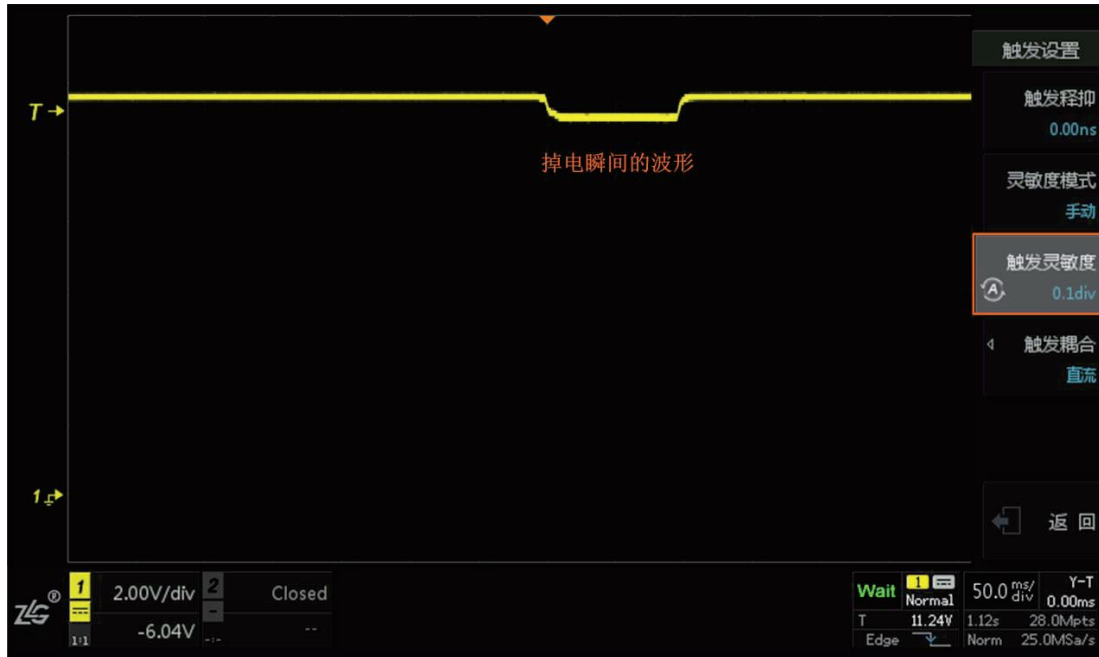 触发设置
触发释抑
0.00ns
T
掉电瞬间的波形
灵敏度模式
手动
触发灵敏度
A
0.1div
触发耦合
直流
1
返回
ZLG®
1
2.00V/div
2
Closed
1:1
-6.04V
-:-
--
Wait
1
Normal
50.0 ms/div
Y-T
0.00ms
T
11.24V
1.12s
28.0Mpts
Edge
Norm
25.0MSa/s